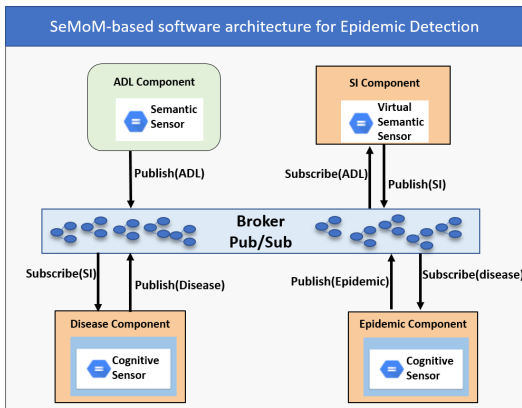 SeMoM-based software architecture for Epidemic Detection
ADL Component
Semantic
Sensor
SI Component
Virtual
Semantic
Sensor
Publish(ADL)
Subscribe(ADL)
Publish(SI)
Broker
Pub/Sub
Subscribe(SI)
Publish(Disease)
Publish(Epidemic)
Subscribe(disease)
Disease Component
Cognitive
Sensor
Epidemic Component
Cognitive
Sensor